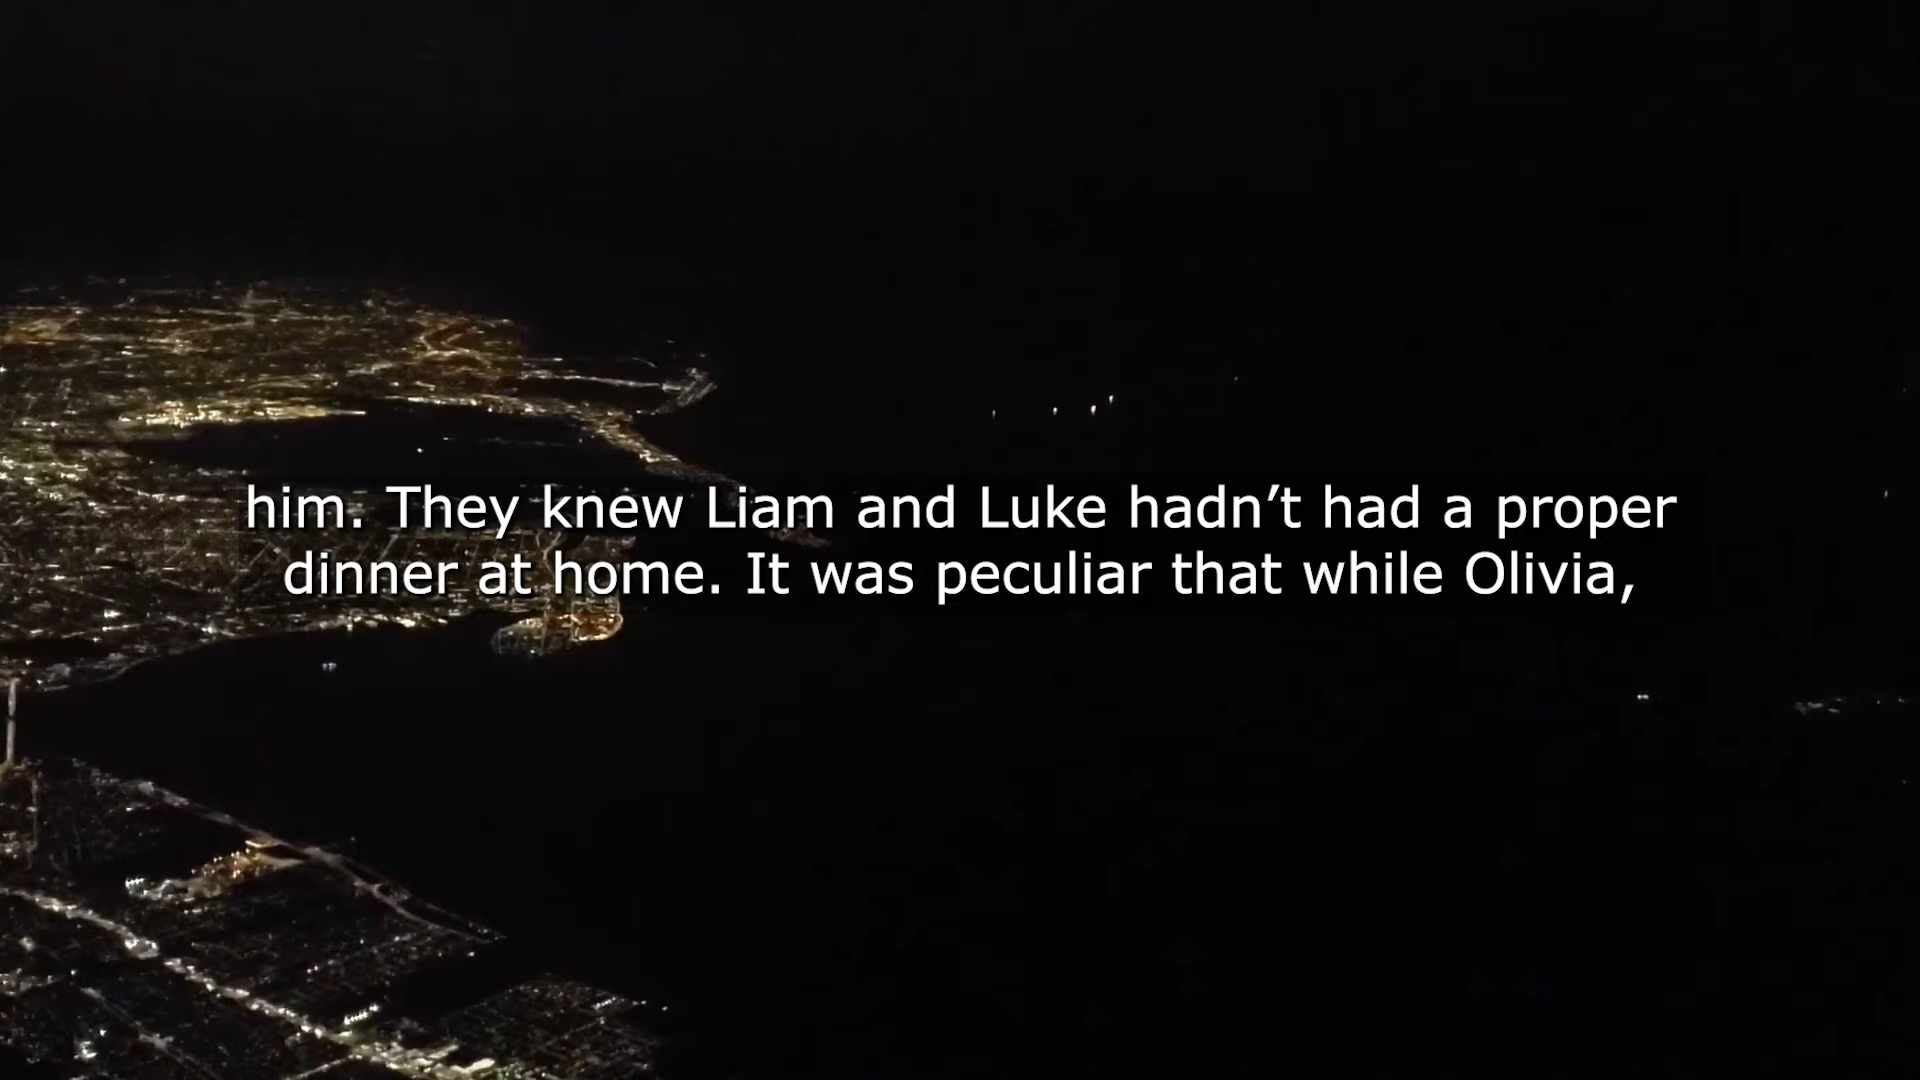 him. They knew Liam and Luke hadn’t had a proper
dinner at home. It was peculiar that while Olivia,